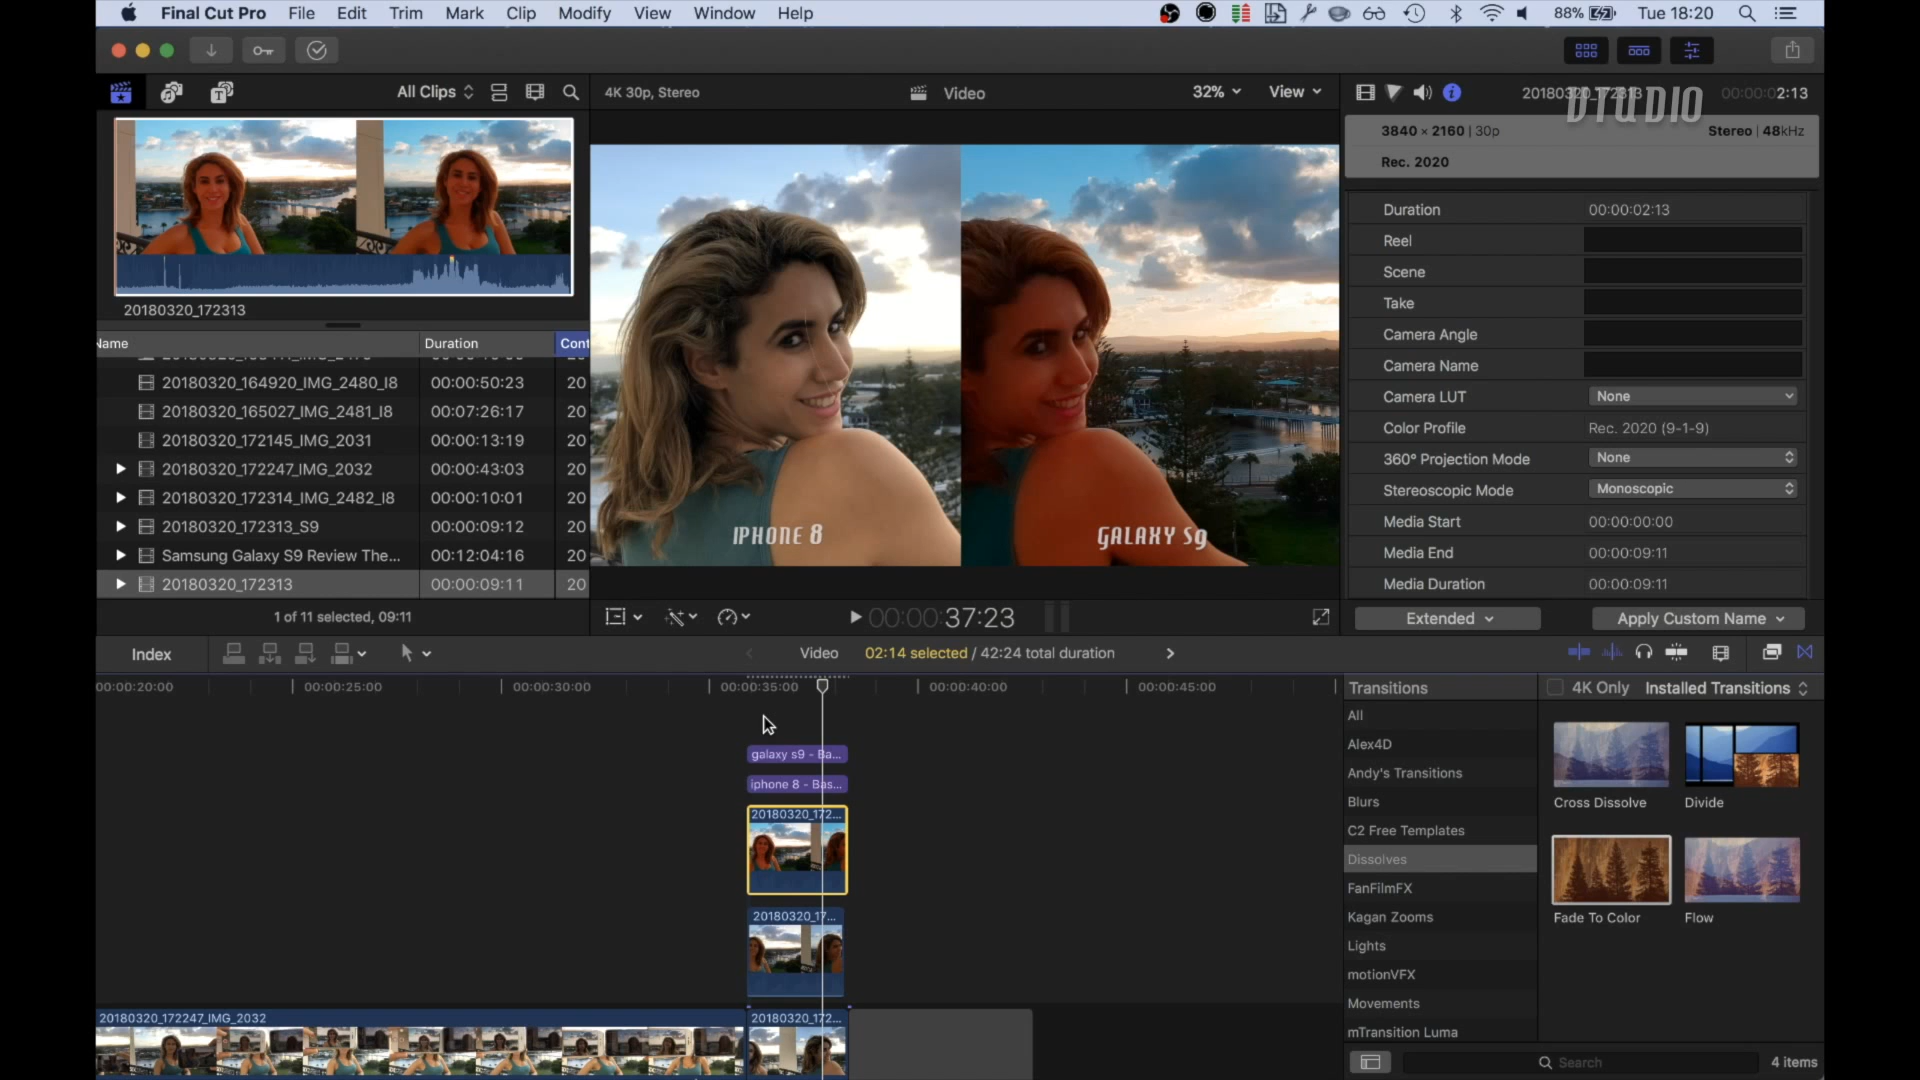 Final Cut Pro File Edit Trim Mark Clip Modify View Window Help
88% Tue 18:20
All Clips
4K 30p, Stereo
Video
32%
View
20180320_172313
00:00:02:13
DTUDIO
3840 × 2160 | 30p
Stereo | 48kHz
Rec. 2020
20180320_172313
Name Duration Cont
20180320_164920_IMG_2480_I8 00:00:50:23 20
20180320_165027_IMG_2481_I8 00:07:26:17 20
20180320_172145_IMG_2031 00:00:13:19 20
20180320_172247_IMG_2032 00:00:43:03 20
20180320_172314_IMG_2482_I8 00:00:10:01 20
20180320_172313_S9 00:00:09:12 20
Samsung Galaxy S9 Review The... 00:12:04:16 20
20180320_172313 00:00:09:11 20
1 of 11 selected, 09:11
IPHONE 8
GALAXY S9
00:00:00:37:23
Duration 00:00:02:13
Reel
Scene
Take
Camera Angle
Camera Name
Camera LUT None
Color Profile Rec. 2020 (9-1-9)
360° Projection Mode None
Stereoscopic Mode Monoscopic
Media Start 00:00:00:00
Media End 00:00:09:11
Media Duration 00:00:09:11
Extended
Apply Custom Name
Index
Video
02:14 selected / 42:24 total duration
00:00:20:00 00:00:25:00 00:00:30:00 00:00:35:00 00:00:40:00 00:00:45:00
galaxy s9 - Ba...
iphone 8 - Bas...
20180320_172...
20180320_17...
20180320_172247_IMG_2032
20180320_172...
Transitions
4K Only
Installed Transitions
All
Alex4D
Andy's Transitions
Blurs
C2 Free Templates
Dissolves
FanFilmFX
Kagan Zooms
Lights
motionVFX
Movements
mTransition Luma
Cross Dissolve
Divide
Fade To Color
Flow
Search
4 items